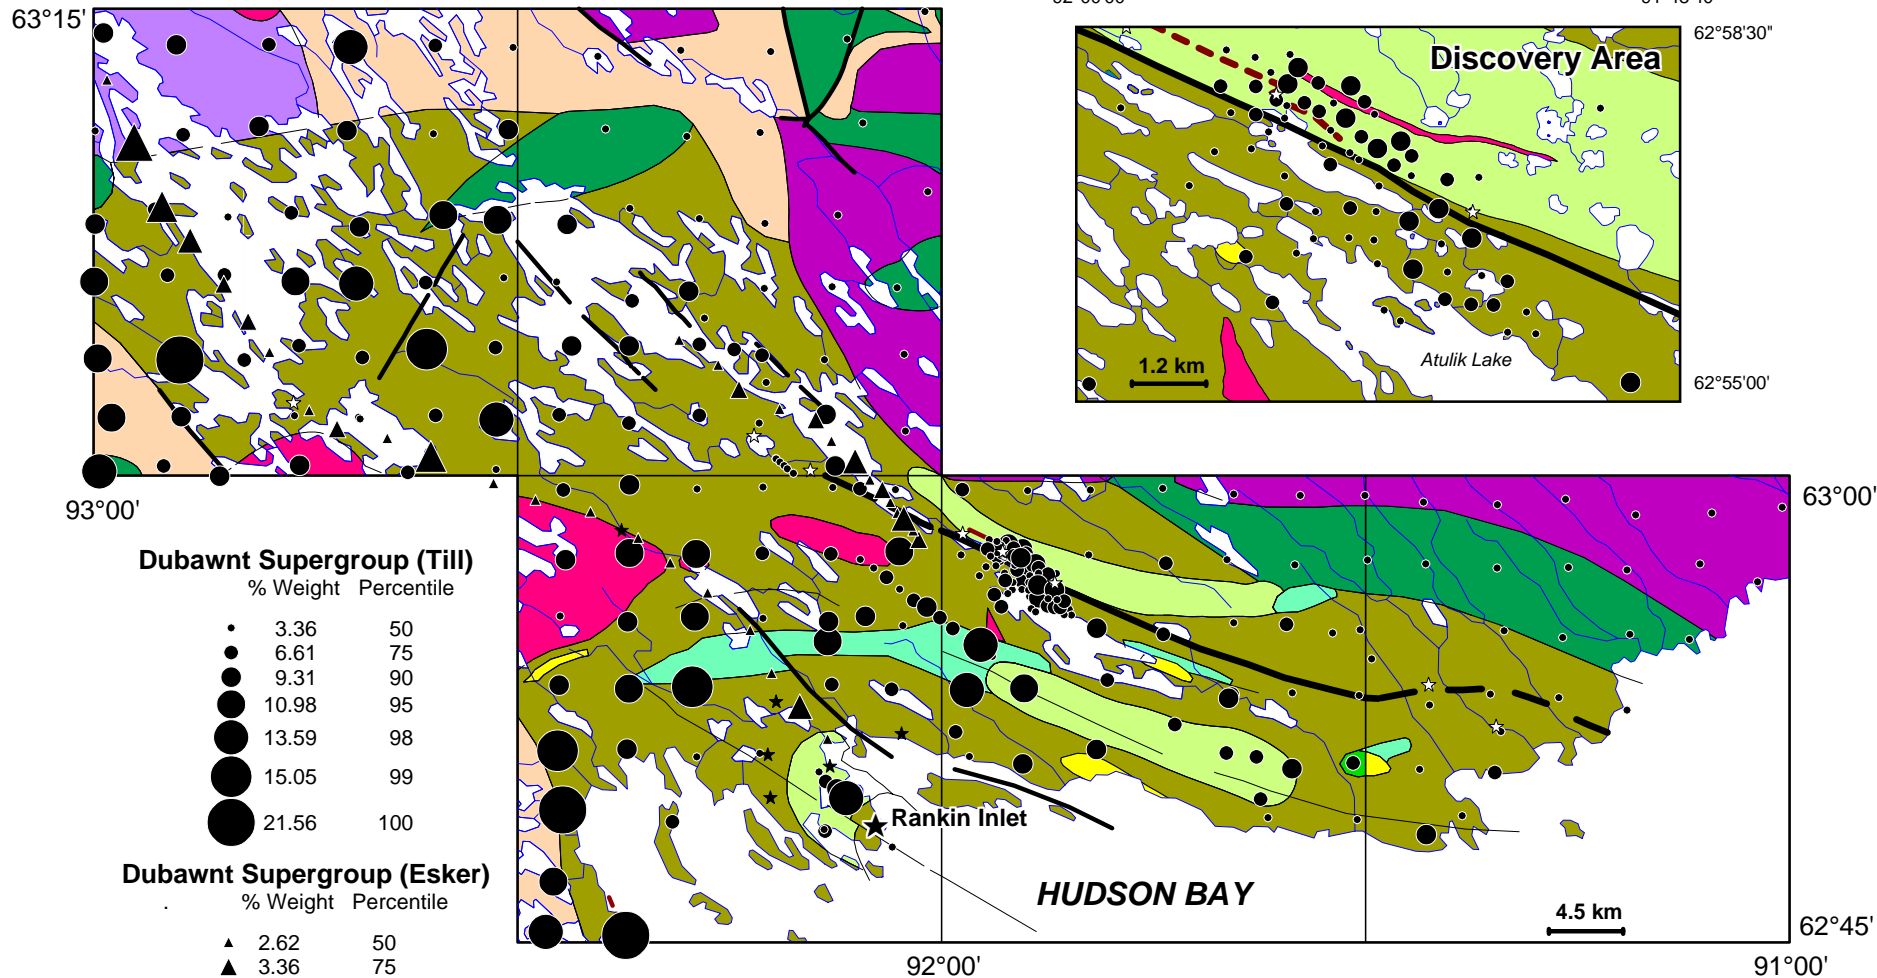 63°15'
62°58'30"
Discovery Area
1.2 km
Atulik Lake
62°55'00'
93°00'
63°00'
Dubawnt Supergroup (Till)
% Weight Percentile
3.36 50
6.61 75
9.31 90
10.98 95
13.59 98
15.05 99
21.56 100
Dubawnt Supergroup (Esker)
% Weight Percentile
2.62 50
3.36 75
Rankin Inlet
HUDSON BAY
4.5 km
62°45'
92°00'
91°00'